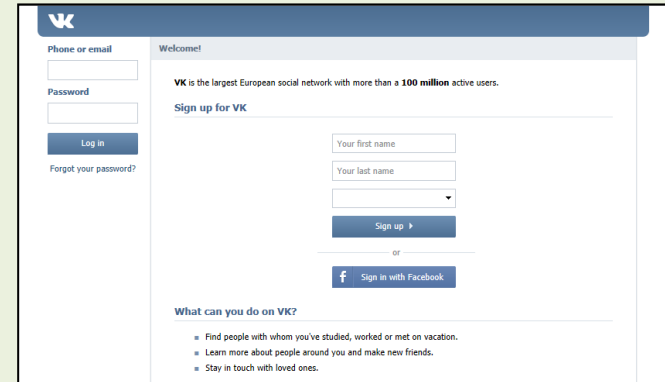 VK
Phone or email
Password
Log in
Forgot your password?
Welcome!
VK is the largest European social network with more than a 100 million active users.
Sign up for VK
Your first name
Your last name
Sign up
or
f Sign in with Facebook
What can you do on VK?
Find people with whom you've studied, worked or met on vacation.
Learn more about people around you and make new friends.
Stay in touch with loved ones.